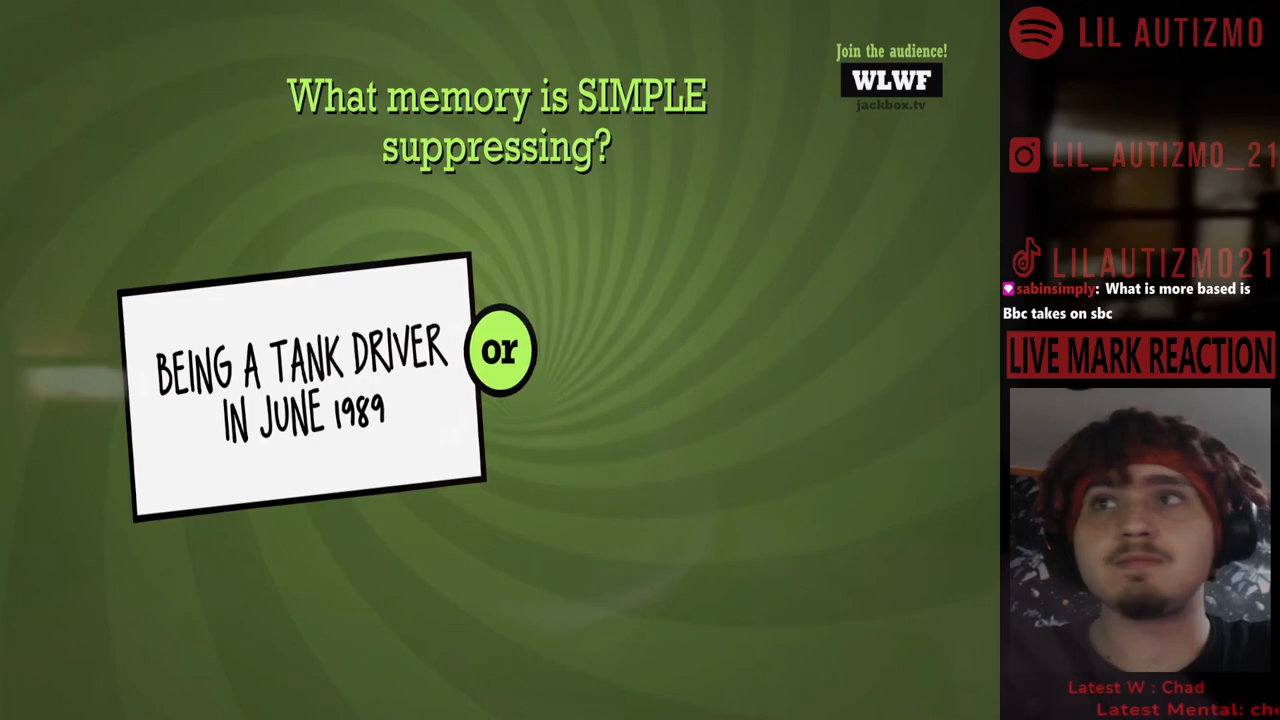 What memory is SIMPLE
suppressing?
Join the audience!
WLWF
jackbox.tv
BEING A TANK DRIVER
IN JUNE 1989
or
LIL AUTIZMO
LIL_AUTIZMO_21
LILAUTIZMO21
sabinsimply: What is more based is
Bbc takes on sbc
LIVE MARK REACTION
Latest W : Chad
Latest Mental: